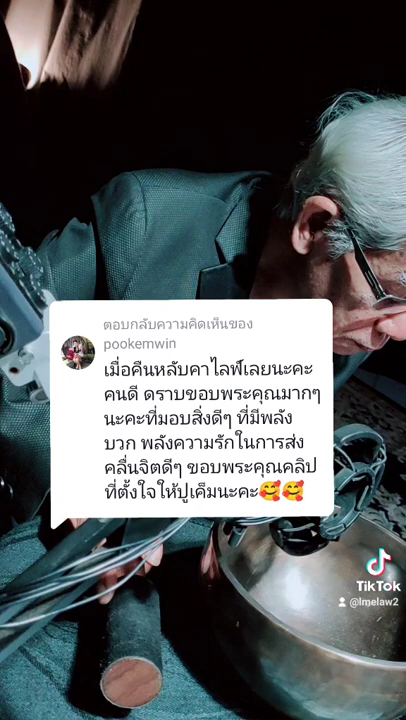 ตอบกลับความคิดเห็นของ
pookemwin
เมื่อคืนหลับคาไลฟ์เลยนะคะ
คนดี ดราบขอบพระคุณมากๆ
นะคะที่มอบสิ่งดีๆ ที่มีพลัง
บวก พลังความรักในการส่ง
คลื่นจิตดีๆ ขอบพระคุณคลิป
ที่ตั้งใจให้ปูเค็มนะคะ🥰🥰
TikTok
@lmelaw2